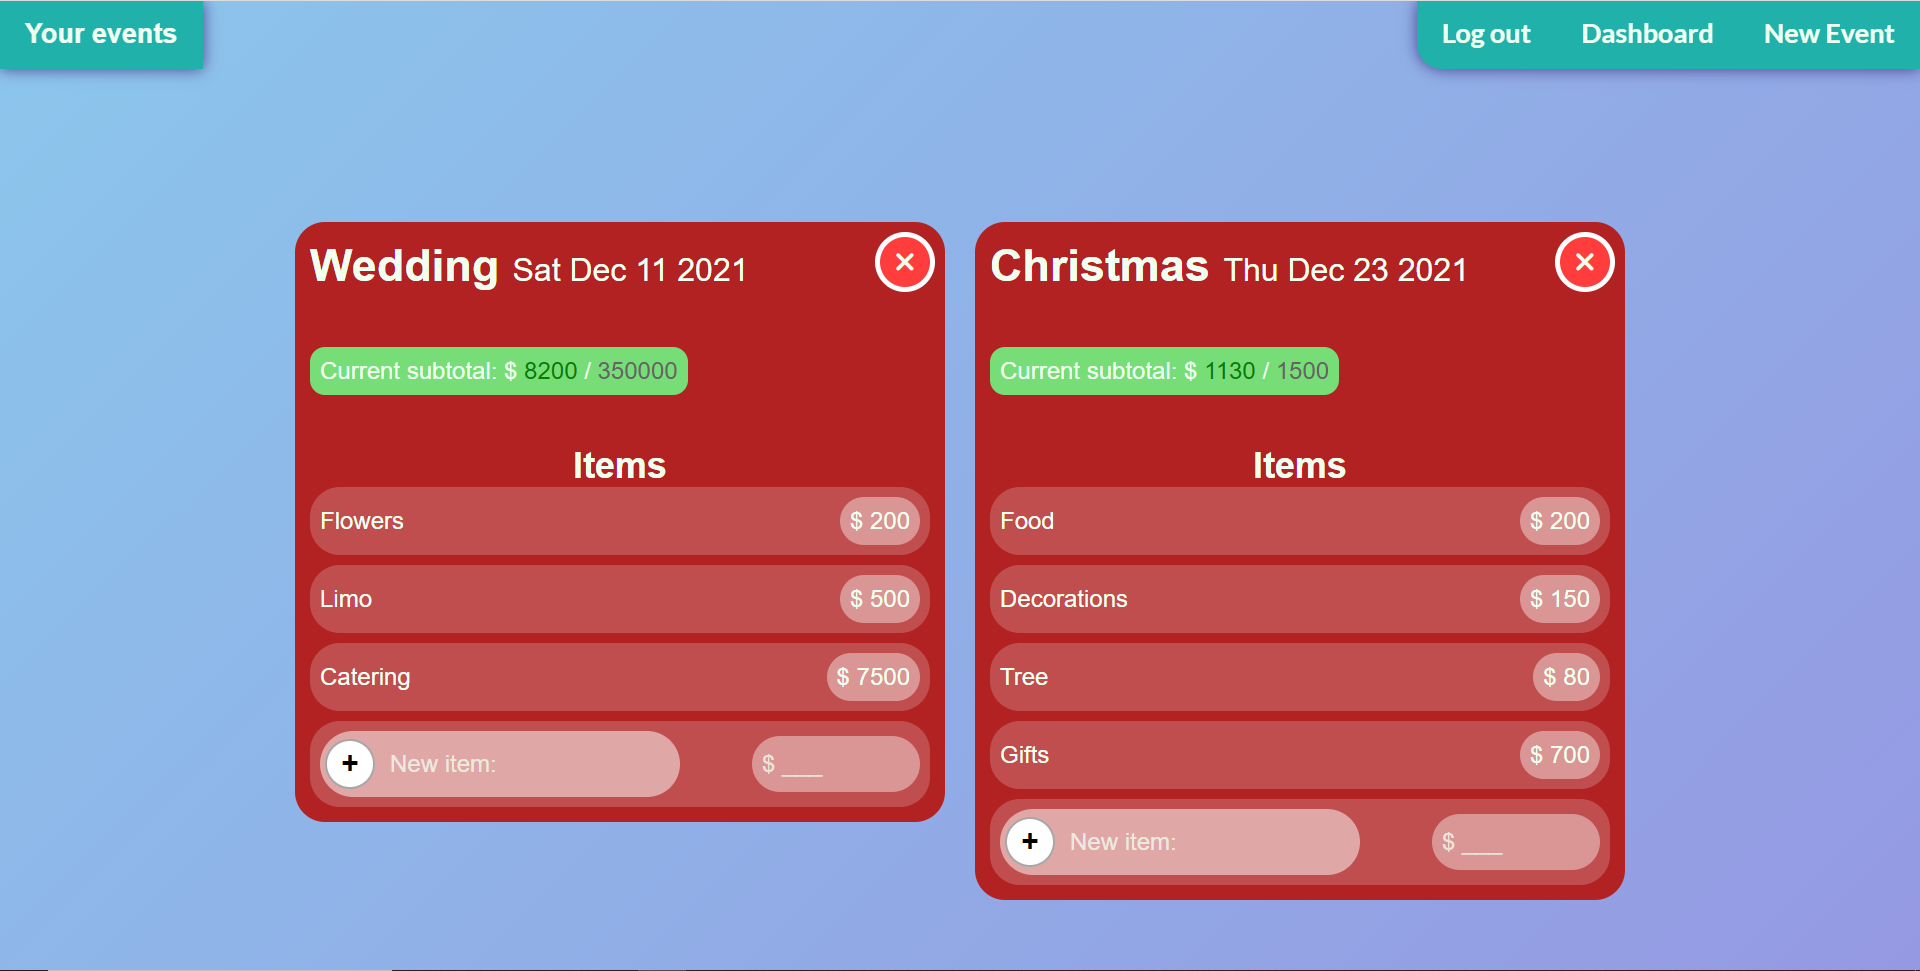 Your events
Log out Dashboard New Event
Wedding Sat Dec 11 2021
Current subtotal: $ 8200 / 350000
Items
Flowers $ 200
Limo $ 500
Catering $ 7500
+ New item: $ ___
Christmas Thu Dec 23 2021
Current subtotal: $ 1130 / 1500
Items
Food $ 200
Decorations $ 150
Tree $ 80
Gifts $ 700
+ New item: $ ___